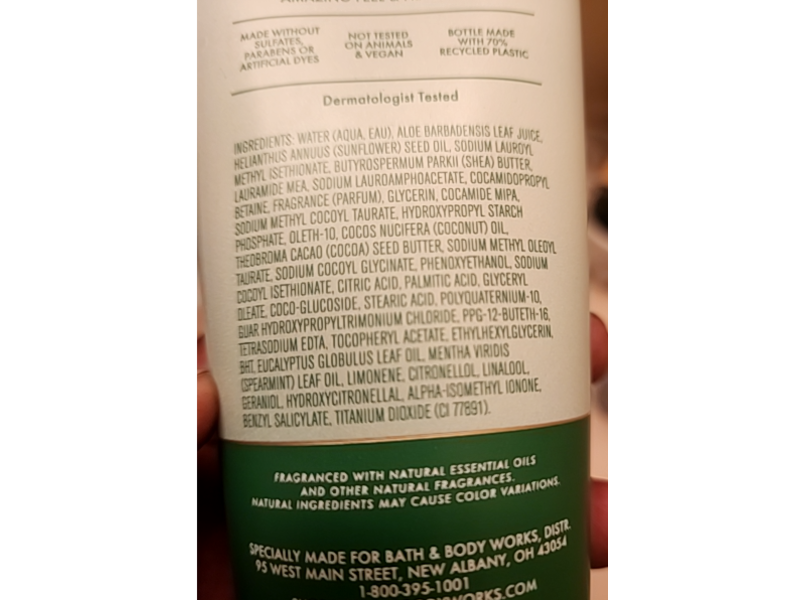 MADE WITHOUT
SULFATES,
PARABENS OR
ARTIFICIAL DYES
NOT TESTED
ON ANIMALS
& VEGAN
BOTTLE MADE
WITH 70%
RECYCLED PLASTIC
Dermatologist Tested
INGREDIENTS: WATER (AQUA, EAU), ALOE BARBADENSIS LEAF JUICE,
HELIANTHUS ANNUUS (SUNFLOWER) SEED OIL, SODIUM LAUROYL
METHYL ISETHIONATE, BUTYROSPERMUM PARKII (SHEA) BUTTER,
LAURAMIDE MEA, SODIUM LAUROAMPHOACETATE, COCAMIDOPROPYL
BETAINE, FRAGRANCE (PARFUM), GLYCERIN, COCAMIDE MIPA,
SODIUM METHYL COCOYL TAURATE, HYDROXYPROPYL STARCH
PHOSPHATE, OLETH-10, COCOS NUCIFERA (COCONUT) OIL,
THEOBROMA CACAO (COCOA) SEED BUTTER, SODIUM METHYL OLEOYL
TAURATE, SODIUM COCOYL GLYCINATE, PHENOXYETHANOL, SODIUM
COCOYL ISETHIONATE, CITRIC ACID, PALMITIC ACID, GLYCERYL
OLEATE, COCO-GLUCOSIDE, STEARIC ACID, POLYQUATERNIUM-10,
GUAR HYDROXYPROPYLTRIMONIUM CHLORIDE, PPG-12-BUTETH-16,
TETRASODIUM EDTA, TOCOPHERYL ACETATE, ETHYLHEXYLGLYCERIN,
BHT, EUCALYPTUS GLOBULUS LEAF OIL, MENTHA VIRIDIS
(SPEARMINT) LEAF OIL, LIMONENE, CITRONELLOL, LINALOOL,
GERANIOL, HYDROXYCITRONELLAL, ALPHA-ISOMETHYL IONONE,
BENZYL SALICYLATE, TITANIUM DIOXIDE (CI 77891).
FRAGRANCED WITH NATURAL ESSENTIAL OILS
AND OTHER NATURAL FRAGRANCES.
NATURAL INGREDIENTS MAY CAUSE COLOR VARIATIONS.
SPECIALLY MADE FOR BATH & BODY WORKS, DISTR.
95 WEST MAIN STREET, NEW ALBANY, OH 43054
1-800-395-1001